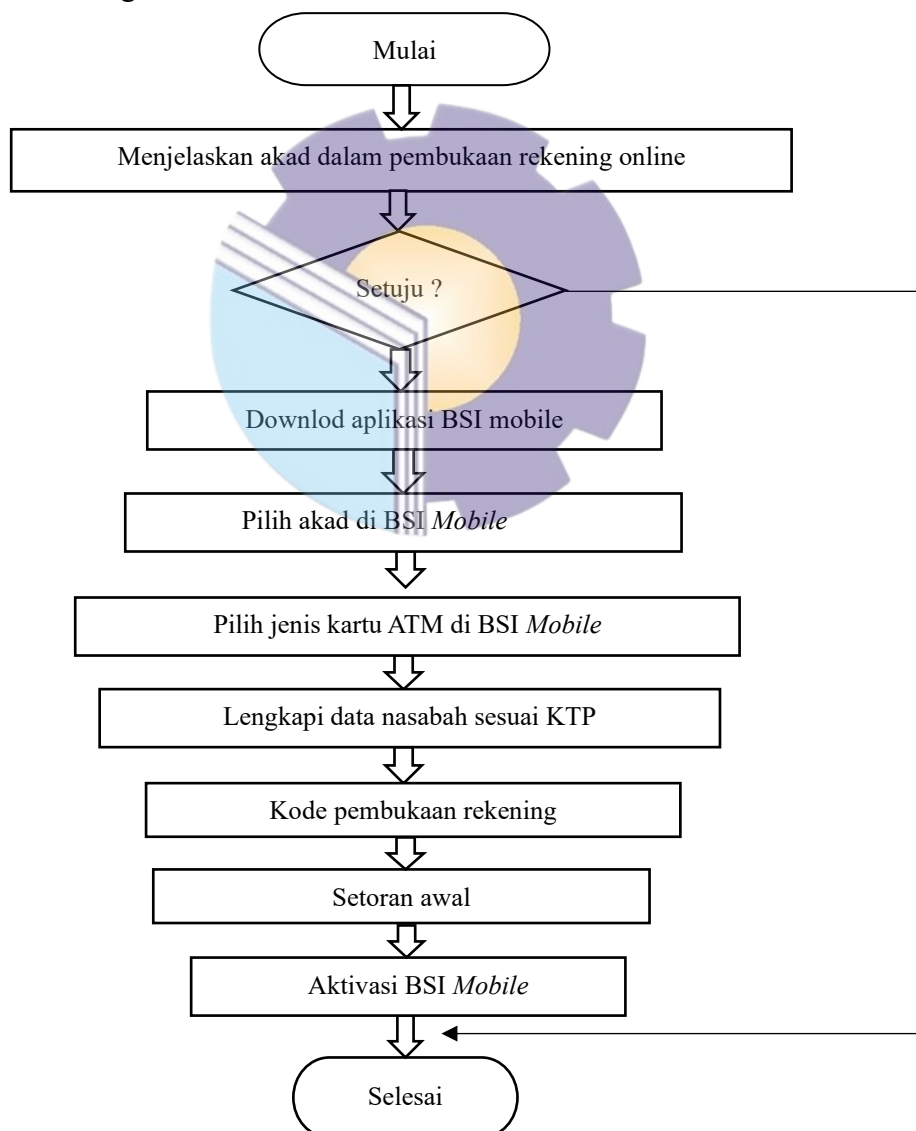 Mulai
Menjelaskan akad dalam pembukaan rekening online
Setuju ?
Downlod aplikasi BSI mobile
Pilih akad di BSI Mobile
Pilih jenis kartu ATM di BSI Mobile
Lengkapi data nasabah sesuai KTP
Kode pembukaan rekening
Setoran awal
Aktivasi BSI Mobile
Selesai